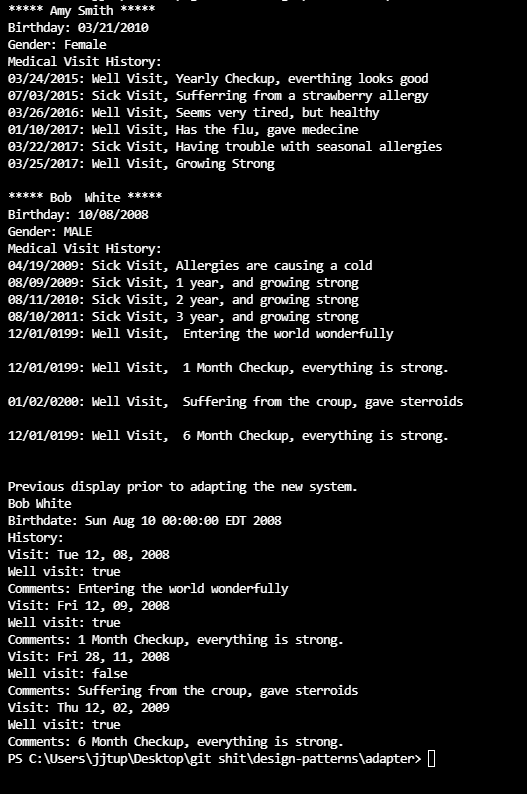 ***** Amy Smith *****
Birthday: 03/21/2010
Gender: Female
Medical Visit History:
03/24/2015: Well Visit, Yearly Checkup, everthing looks good
07/03/2015: Sick Visit, Sufferring from a strawberry allergy
03/26/2016: Well Visit, Seems very tired, but healthy
01/10/2017: Well Visit, Has the flu, gave medecine
03/22/2017: Sick Visit, Having trouble with seasonal allergies
03/25/2017: Well Visit, Growing Strong

***** Bob  White *****
Birthday: 10/08/2008
Gender: MALE
Medical Visit History:
04/19/2009: Sick Visit, Allergies are causing a cold
08/09/2009: Sick Visit, 1 year, and growing strong
08/11/2010: Sick Visit, 2 year, and growing strong
08/10/2011: Sick Visit, 3 year, and growing strong
12/01/0199: Well Visit,  Entering the world wonderfully

12/01/0199: Well Visit,  1 Month Checkup, everything is strong.

01/02/0200: Well Visit,  Suffering from the croup, gave sterroids

12/01/0199: Well Visit,  6 Month Checkup, everything is strong.


Previous display prior to adapting the new system.
Bob White
Birthdate: Sun Aug 10 00:00:00 EDT 2008
History:
Visit: Tue 12, 08, 2008
Well visit: true
Comments: Entering the world wonderfully
Visit: Fri 12, 09, 2008
Well visit: true
Comments: 1 Month Checkup, everything is strong.
Visit: Fri 28, 11, 2008
Well visit: false
Comments: Suffering from the croup, gave sterroids
Visit: Thu 12, 02, 2009
Well visit: true
Comments: 6 Month Checkup, everything is strong.
PS C:\Users\jjtup\Desktop\git shit\design-patterns\adapter>